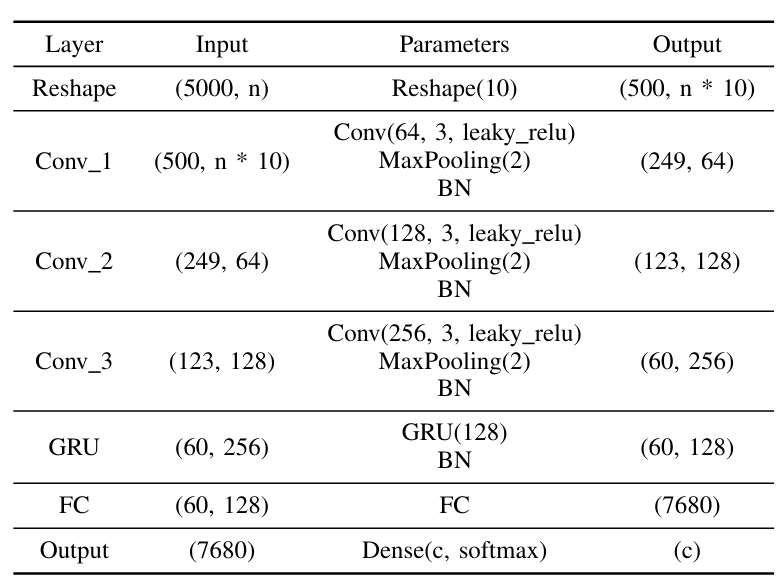 Layer Input Parameters Output
Reshape (5000, n) Reshape(10) (500, n * 10)
Conv(64, 3, leaky_relu)
Conv_1 (500, n * 10) MaxPooling(2) (249, 64)
BN
Conv(128, 3, leaky_relu)
Conv_2 (249, 64) MaxPooling(2) (123, 128)
BN
Conv(256, 3, leaky_relu)
Conv_3 (123, 128) MaxPooling(2) (60, 256)
BN
GRU (60, 256) GRU(128) (60, 128)
BN
FC (60, 128) FC (7680)
Output (7680) Dense(c, softmax) (c)